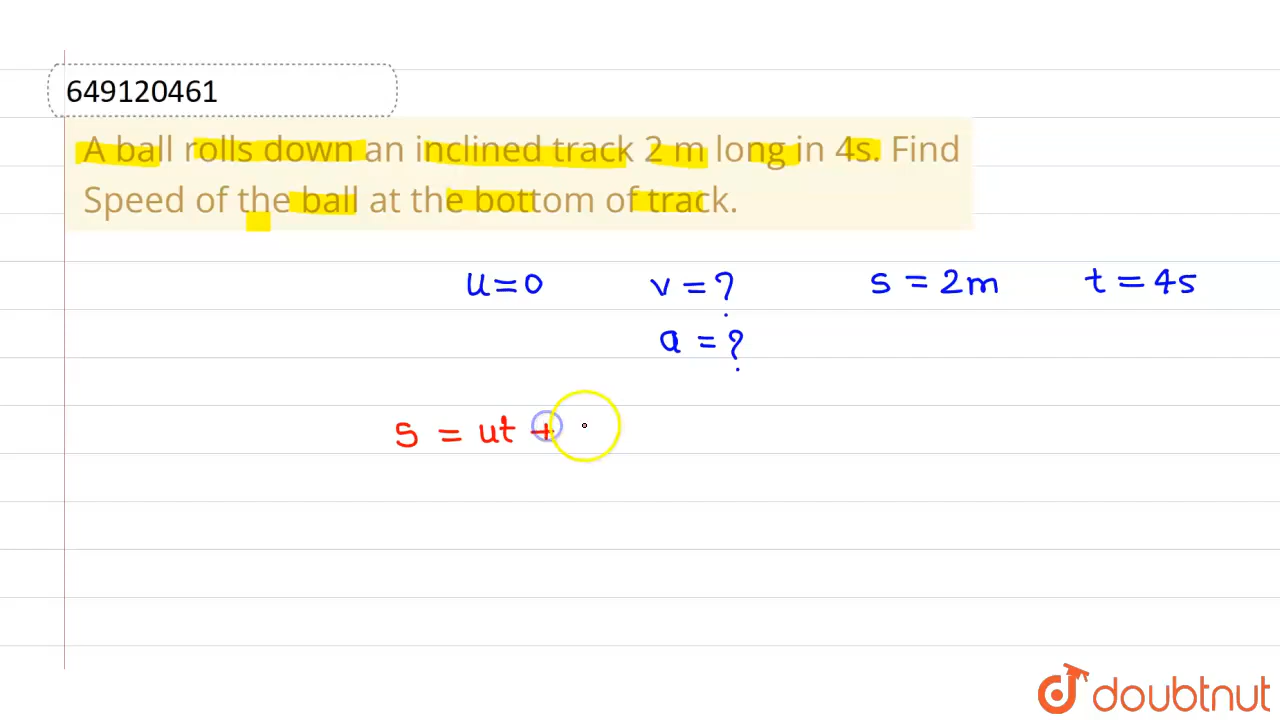 649120461
A ball rolls down an inclined track 2 m long in 4s. Find
Speed of the ball at the bottom of track.
u=0 v=? s=2m t=4s
a=?
s = ut +
doubtnut